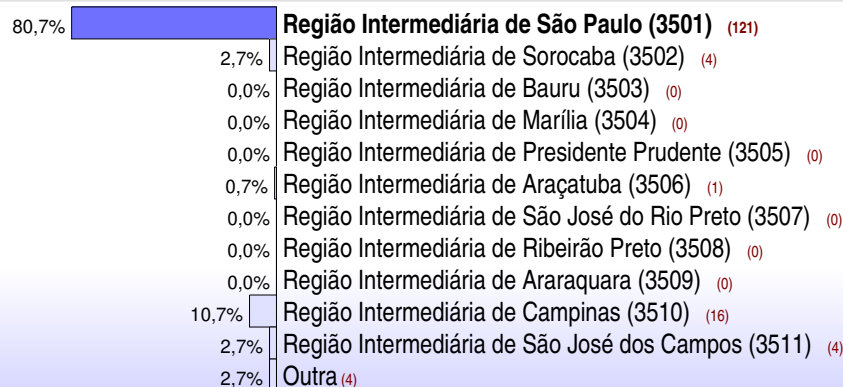 80,7% Região Intermediária de São Paulo (3501) (121)
2,7% Região Intermediária de Sorocaba (3502) (4)
0,0% Região Intermediária de Bauru (3503) (0)
0,0% Região Intermediária de Marília (3504) (0)
0,0% Região Intermediária de Presidente Prudente (3505) (0)
0,7% Região Intermediária de Araçatuba (3506) (1)
0,0% Região Intermediária de São José do Rio Preto (3507) (0)
0,0% Região Intermediária de Ribeirão Preto (3508) (0)
0,0% Região Intermediária de Araraquara (3509) (0)
10,7% Região Intermediária de Campinas (3510) (16)
2,7% Região Intermediária de São José dos Campos (3511) (4)
2,7% Outra (4)